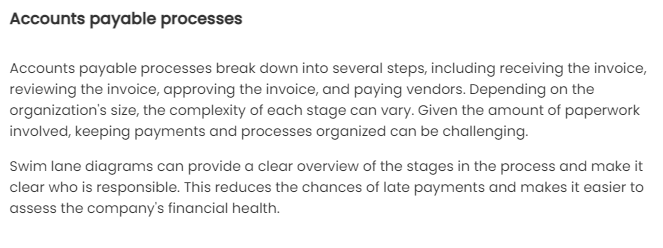 Accounts payable processes
Accounts payable processes break down into several steps, including receiving the invoice,
reviewing the invoice, approving the invoice, and paying vendors. Depending on the
organization's size, the complexity of each stage can vary. Given the amount of paperwork
involved, keeping payments and processes organized can be challenging.
Swim lane diagrams can provide a clear overview of the stages in the process and make it
clear who is responsible. This reduces the chances of late payments and makes it easier to
assess the company's financial health.